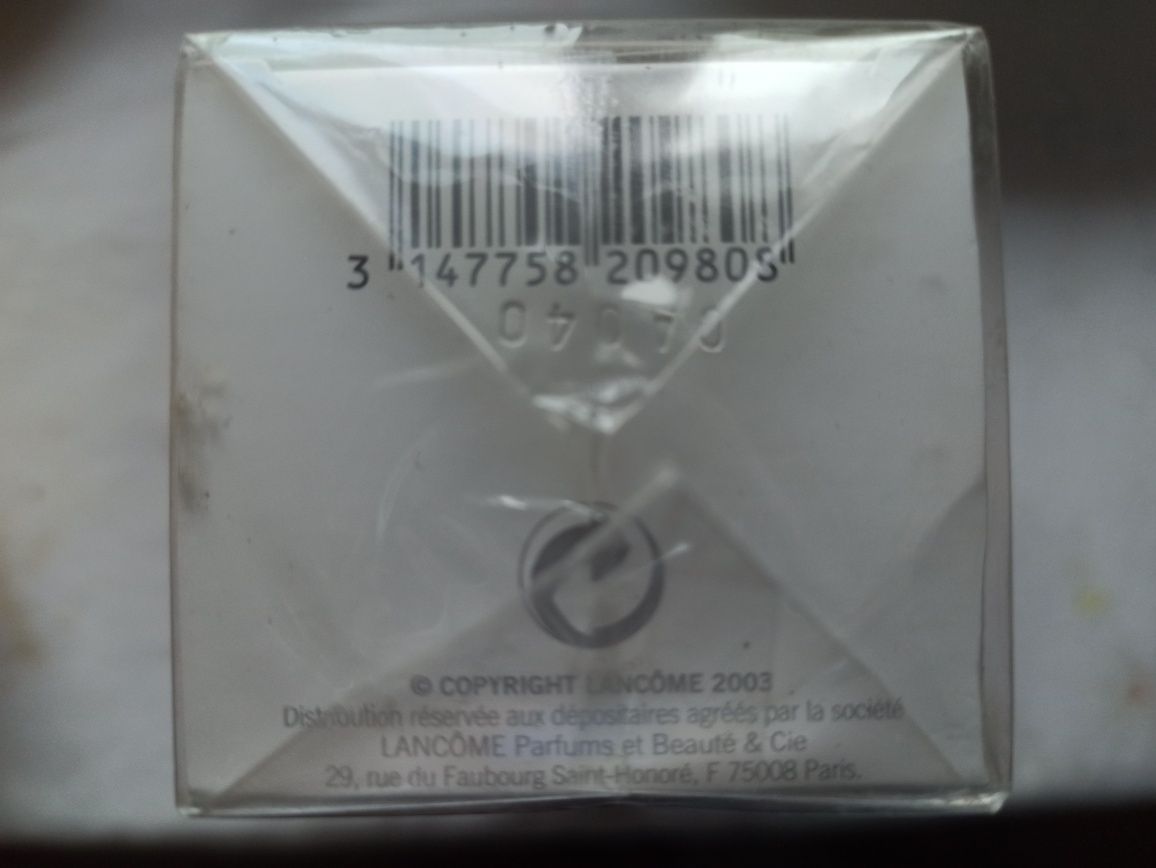 3 147758 209808
© COPYRIGHT LANCÔME 2003
Distribution réservée aux dépositaires agréés par la société
LANCÔME Parfums et Beauté & Cie
29, rue du Faubourg Saint-Honoré, F 75008 Paris.